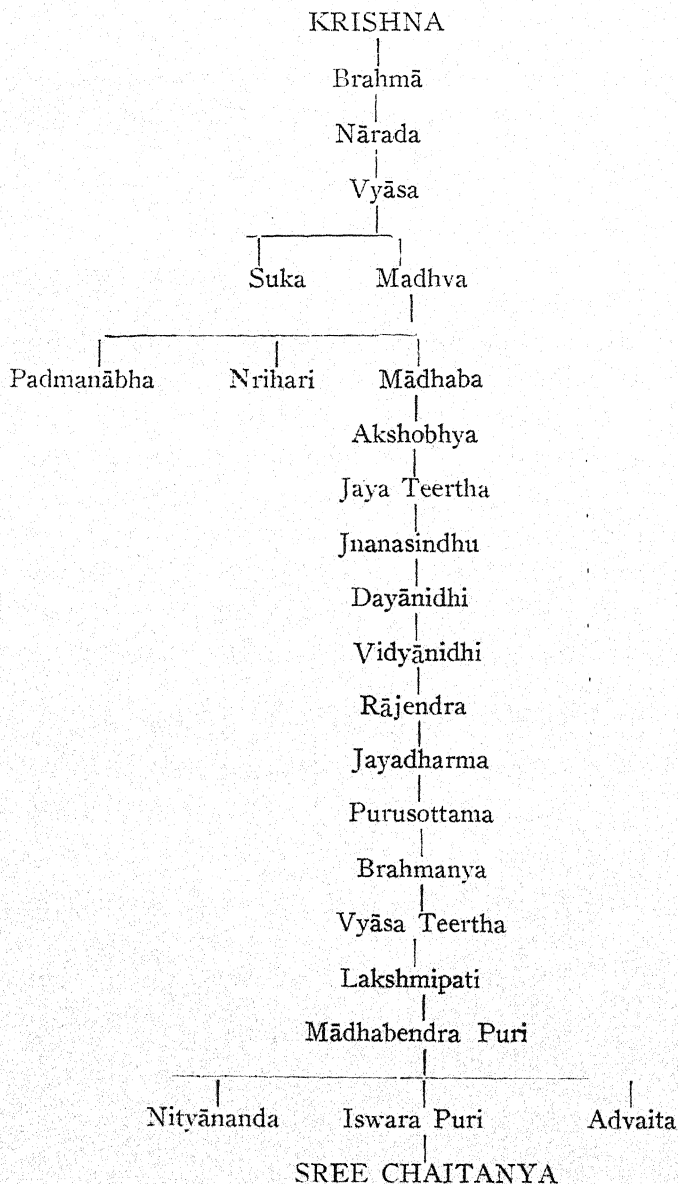 KRISHNA
Brahmā
Nārada
Vyāsa
Suka Madhva
Padmanābha Nrihari Mādhaba
Akshobhya
Jaya Teertha
Jnanasindhu
Dayānidhi
Vidyānidhi
Rājendra
Jayadharma
Purusottama
Brahmanya
Vyāsa Teertha
Lakshmipati
Mādhabendra Puri
Nityānanda Iswara Puri Advaita
SREE CHAITANYA